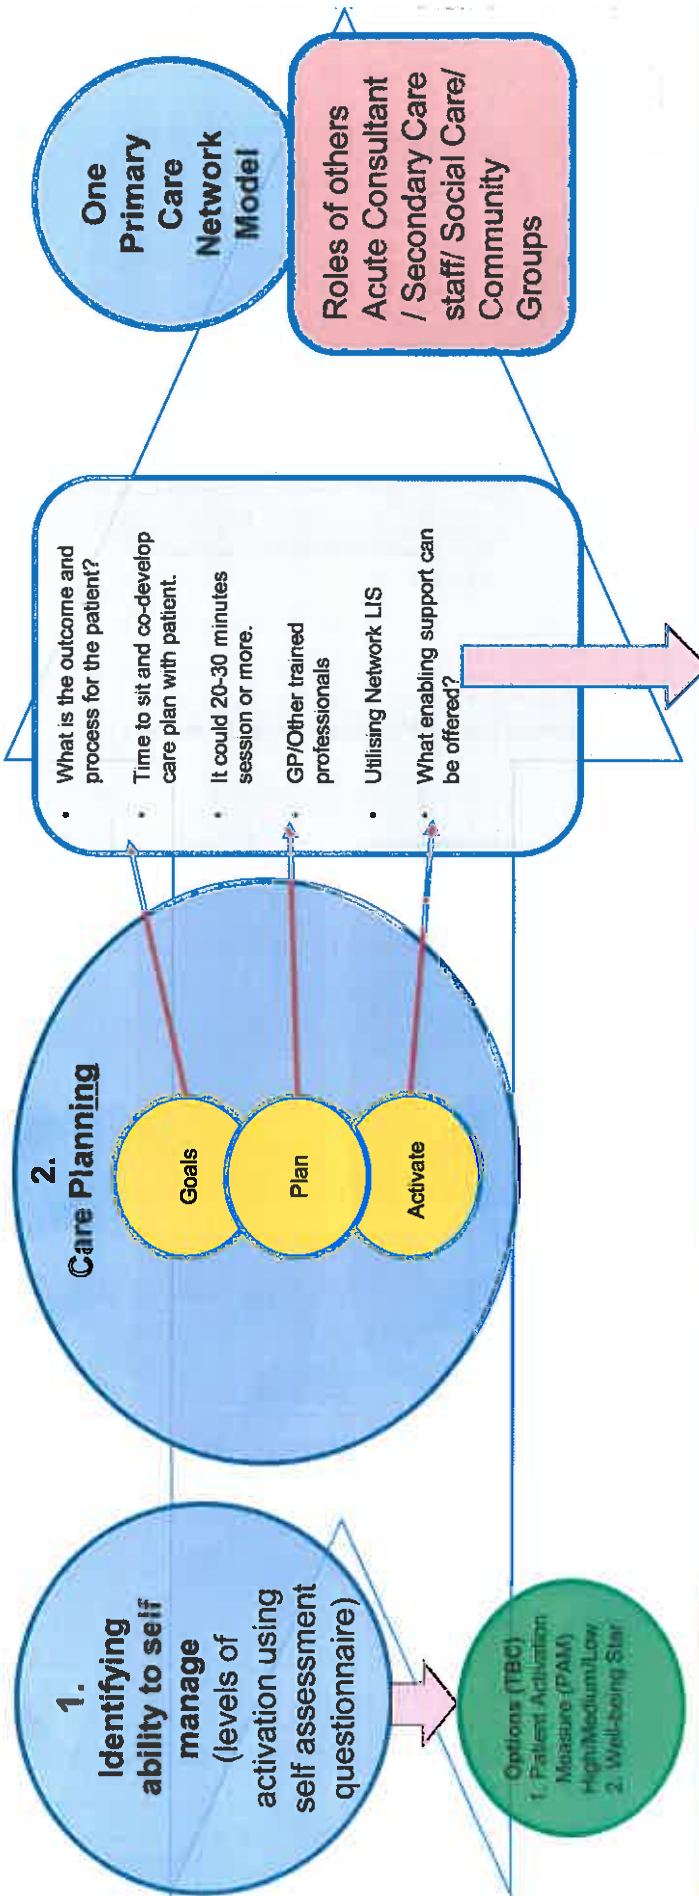 1.
Identifying
ability to self
manage
(levels of
activation using
self assessment
questionnaire)
Options (TBC)
1. Patient Activation
Measure (PAM)
High/Medium/Low
2. Well-being Star
2.
Care Planning
Goals
Plan
Activate
• What is the outcome and
process for the patient?
• Time to sit and co-develop
care plan with patient.
• It could 20-30 minutes
session or more.
• GP/Other trained
professionals
• Utilising Network LIS
• What enabling support can
be offered?
One
Primary
Care
Network
Model
Roles of others
Acute Consultant
/ Secondary Care
staff/ Social Care/
Community
Groups